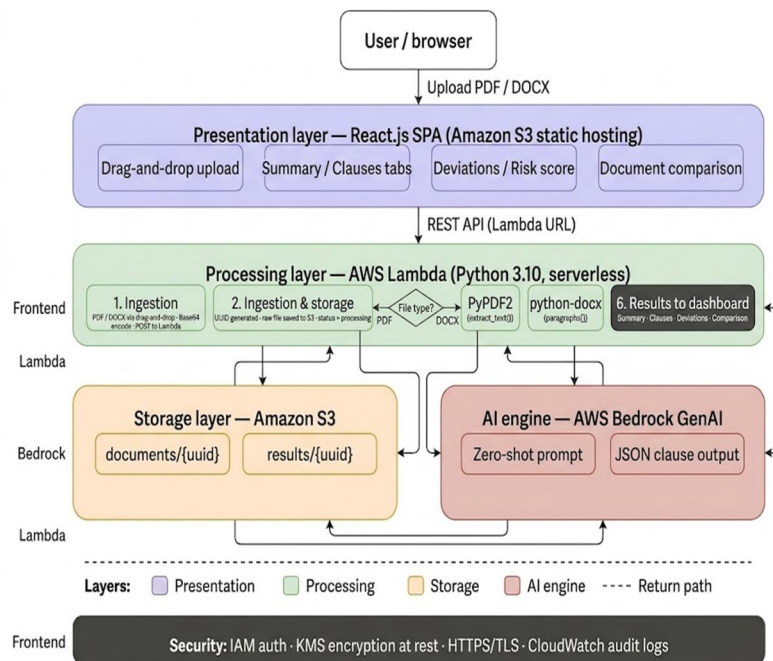 User / browser
Upload PDF / DOCX
Presentation layer — React.js SPA (Amazon S3 static hosting)
Drag-and-drop upload
Summary / Clauses tabs
Deviations / Risk score
Document comparison
REST API (Lambda URL)
Processing layer — AWS Lambda (Python 3.10, serverless)
Frontend
1. Ingestion
PDF / DOCX via drag-and-drop · Base64
encode · POST to Lambda
2. Ingestion & storage
UUID generated · raw file saved to S3 · status = processing
PDF
File type?
DOCX
PyPDF2
(extract_text())
python-docx
(paragraphs[])
6. Results to dashboard
Summary · Clauses · Deviations · Comparison
Lambda
Storage layer — Amazon S3
AI engine — AWS Bedrock GenAI
Bedrock
documents/{uuid}
results/{uuid}
Zero-shot prompt
JSON clause output
Lambda
Layers:
Presentation
Processing
Storage
AI engine
Return path
Frontend
Security: IAM auth · KMS encryption at rest · HTTPS/TLS · CloudWatch audit logs